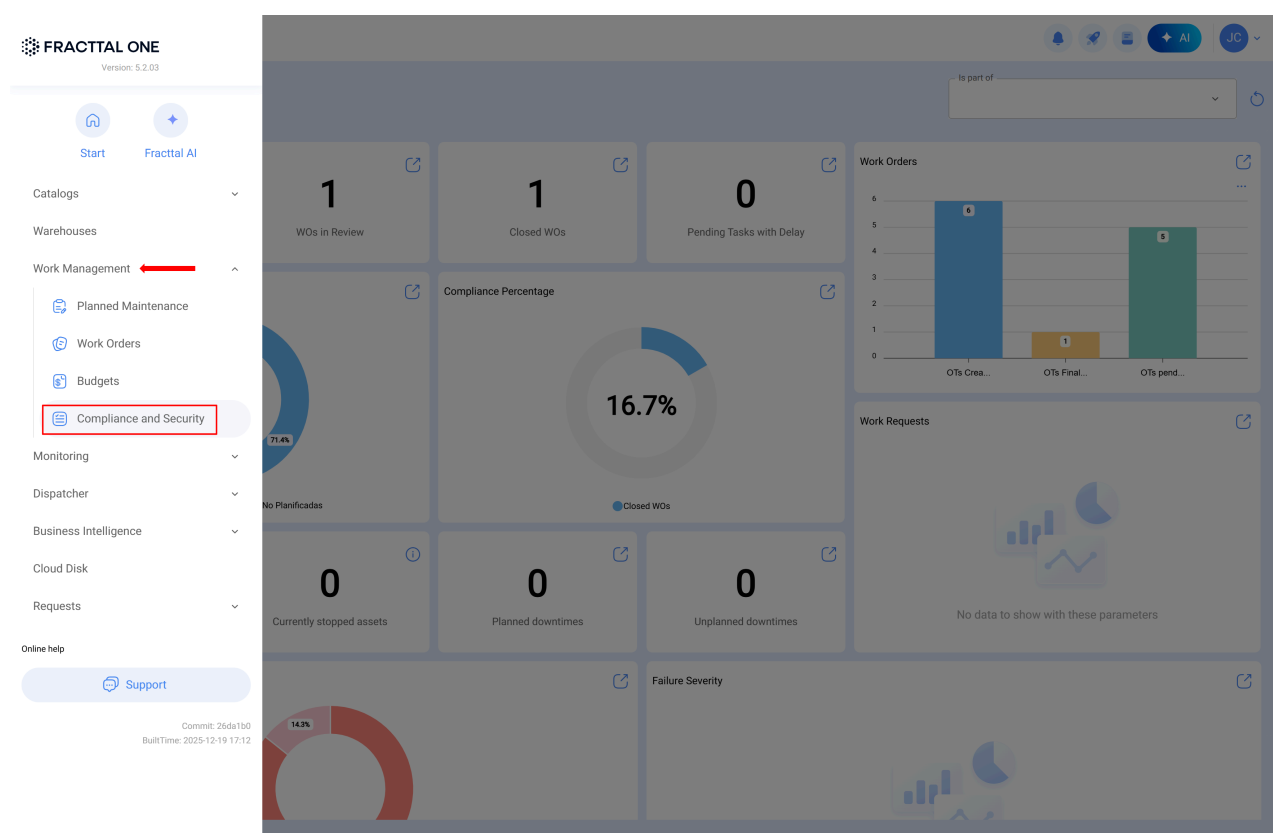 FRACTTAL ONE
Version: 5.2.03
Start
Fracttal AI
Catalogs
Warehouses
Work Management
Planned Maintenance
Work Orders
Budgets
Compliance and Security
Monitoring
Dispatcher
Business Intelligence
Cloud Disk
Requests
Online help
Support
Commit: 26da1b0
BuiltTime: 2025-12-19 17:12
AI
JC
Is part of
1
WOs in Review
1
Closed WOs
0
Pending Tasks with Delay
Work Orders
...
6
5
4
3
2
1
0
6
1
5
OTs Crea...
OTs Final...
OTs pend...
71.4%
No Planificadas
Compliance Percentage
16.7%
Closed WOs
Work Requests
No data to show with these parameters
0
Currently stopped assets
0
Planned downtimes
0
Unplanned downtimes
14.3%
Failure Severity